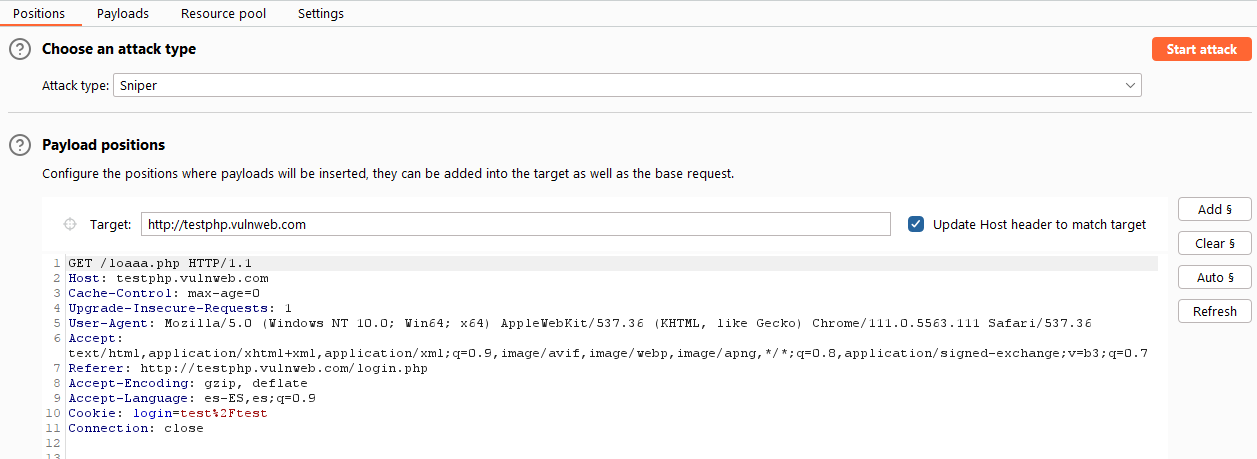 Positions Payloads Resource pool Settings
? Choose an attack type Start attack
Attack type: Sniper
? Payload positions
Configure the positions where payloads will be inserted, they can be added into the target as well as the base request.
Target: http://testphp.vulnweb.com Update Host header to match target Add §
Clear §
Auto §
Refresh
1 GET /loaaa.php HTTP/1.1
2 Host: testphp.vulnweb.com
3 Cache-Control: max-age=0
4 Upgrade-Insecure-Requests: 1
5 User-Agent: Mozilla/5.0 (Windows NT 10.0; Win64; x64) AppleWebKit/537.36 (KHTML, like Gecko) Chrome/111.0.5563.111 Safari/537.36
6 Accept:
text/html,application/xhtml+xml,application/xml;q=0.9,image/avif,image/webp,image/apng,*/*;q=0.8,application/signed-exchange;v=b3;q=0.7
7 Referer: http://testphp.vulnweb.com/login.php
8 Accept-Encoding: gzip, deflate
9 Accept-Language: es-ES,es;q=0.9
10 Cookie: login=test%2Ftest
11 Connection: close
12
13